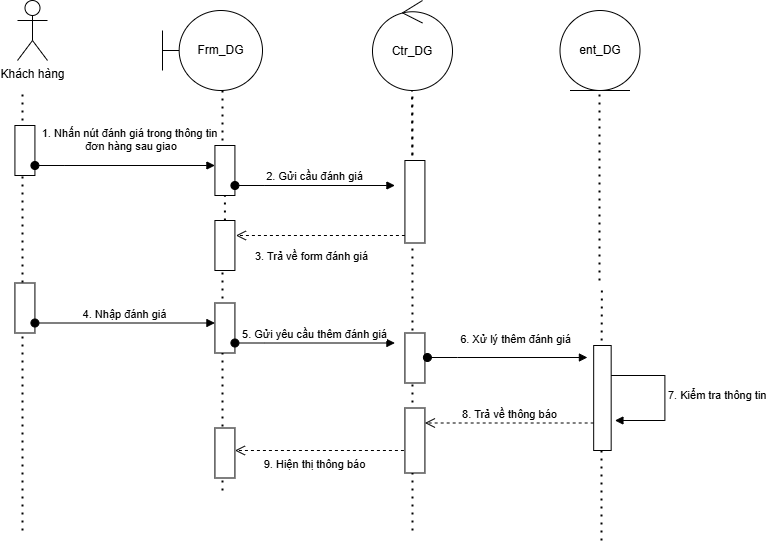 Khách hàng
Frm_DG
Ctr_DG
ent_DG
1. Nhấn nút đánh giá trong thông tin
đơn hàng sau giao
2. Gửi cầu đánh giá
3. Trả về form đánh giá
4. Nhập đánh giá
5. Gửi yêu cầu thêm đánh giá
6. Xử lý thêm đánh giá
7. Kiểm tra thông tin
8. Trả về thông báo
9. Hiện thị thông báo